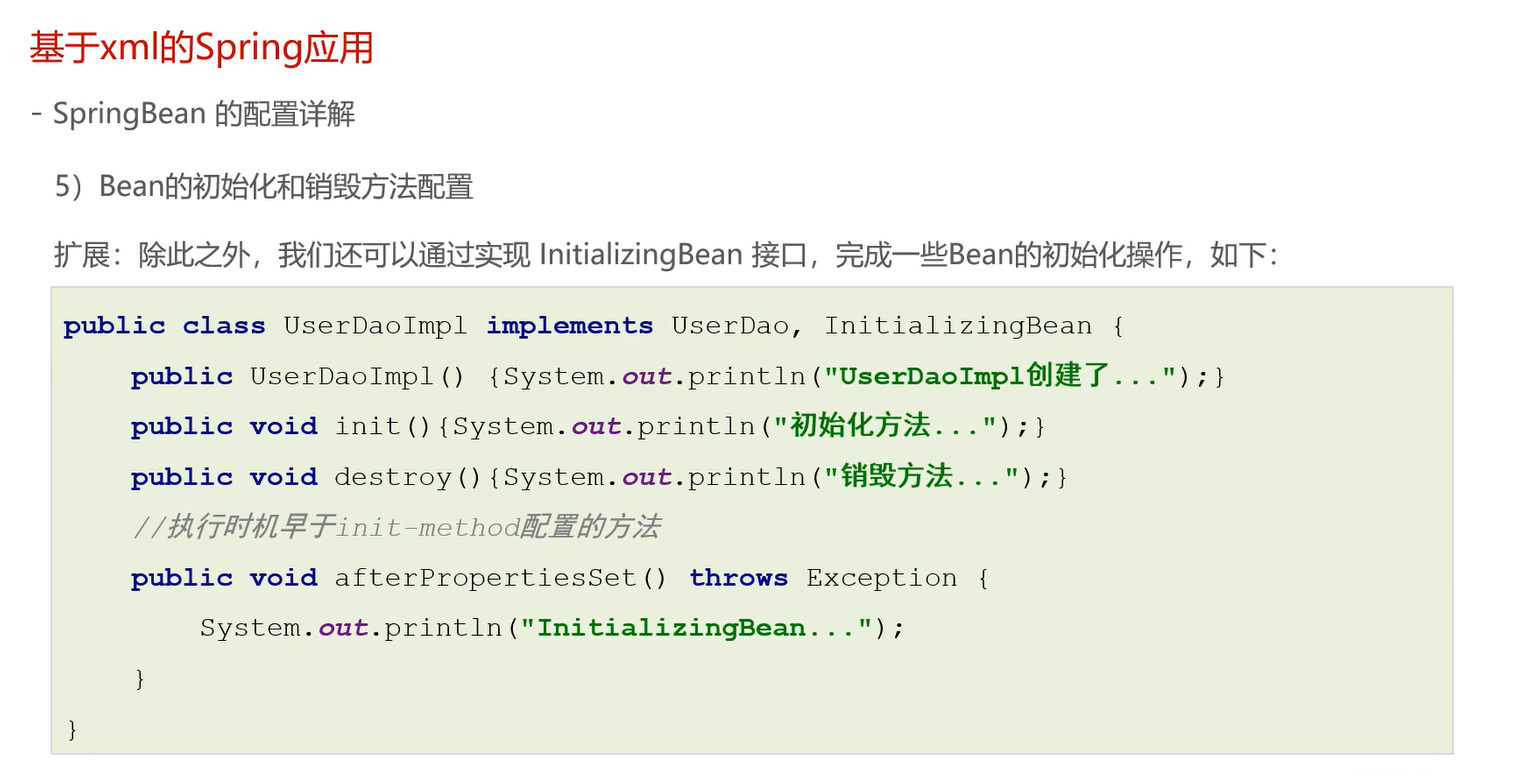 基于xml的Spring应用
- SpringBean 的配置详解
5）Bean的初始化和销毁方法配置
扩展：除此之外，我们还可以通过实现 InitializingBean 接口，完成一些Bean的初始化操作，如下：
public class UserDaoImpl implements UserDao, InitializingBean {
    public UserDaoImpl() {System.out.println("UserDaoImpl创建了...");}
    public void init(){System.out.println("初始化方法...");}
    public void destroy(){System.out.println("销毁方法...");}
    //执行时机早于init-method配置的方法
    public void afterPropertiesSet() throws Exception {
        System.out.println("InitializingBean...");
    }
}